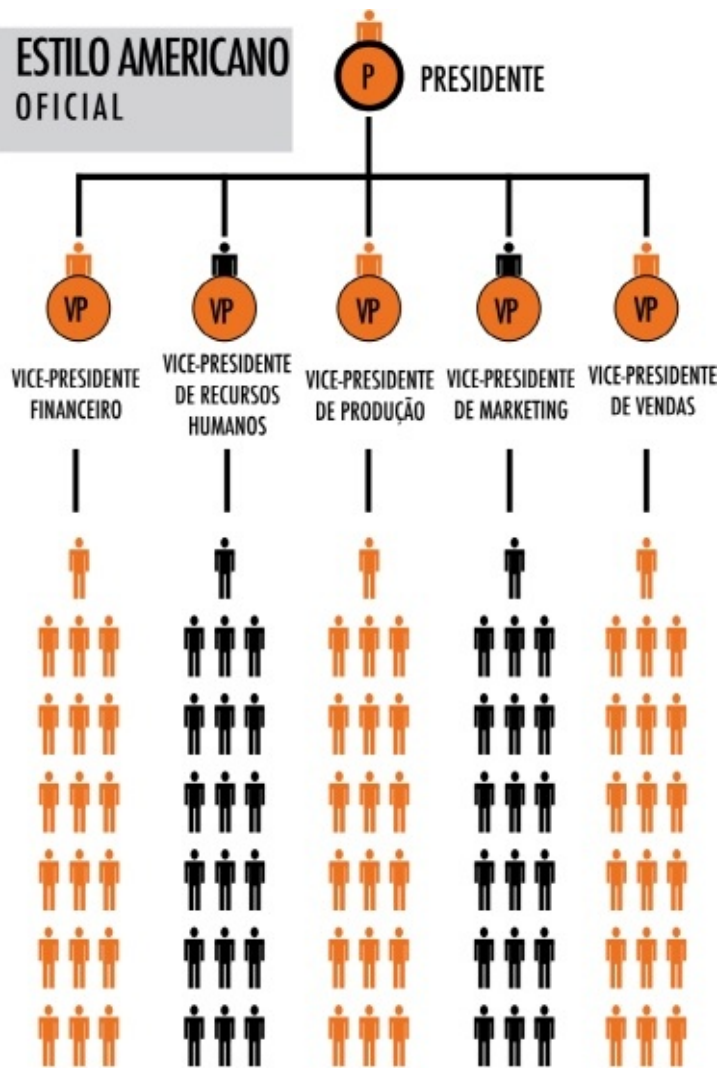 ESTILO AMERICANO
OFICIAL
P
PRESIDENTE
VP
VP
VP
VP
VP
VICE-PRESIDENTE
FINANCEIRO
VICE-PRESIDENTE
DE RECURSOS
HUMANOS
VICE-PRESIDENTE
DE PRODUÇÃO
VICE-PRESIDENTE
DE MARKETING
VICE-PRESIDENTE
DE VENDAS